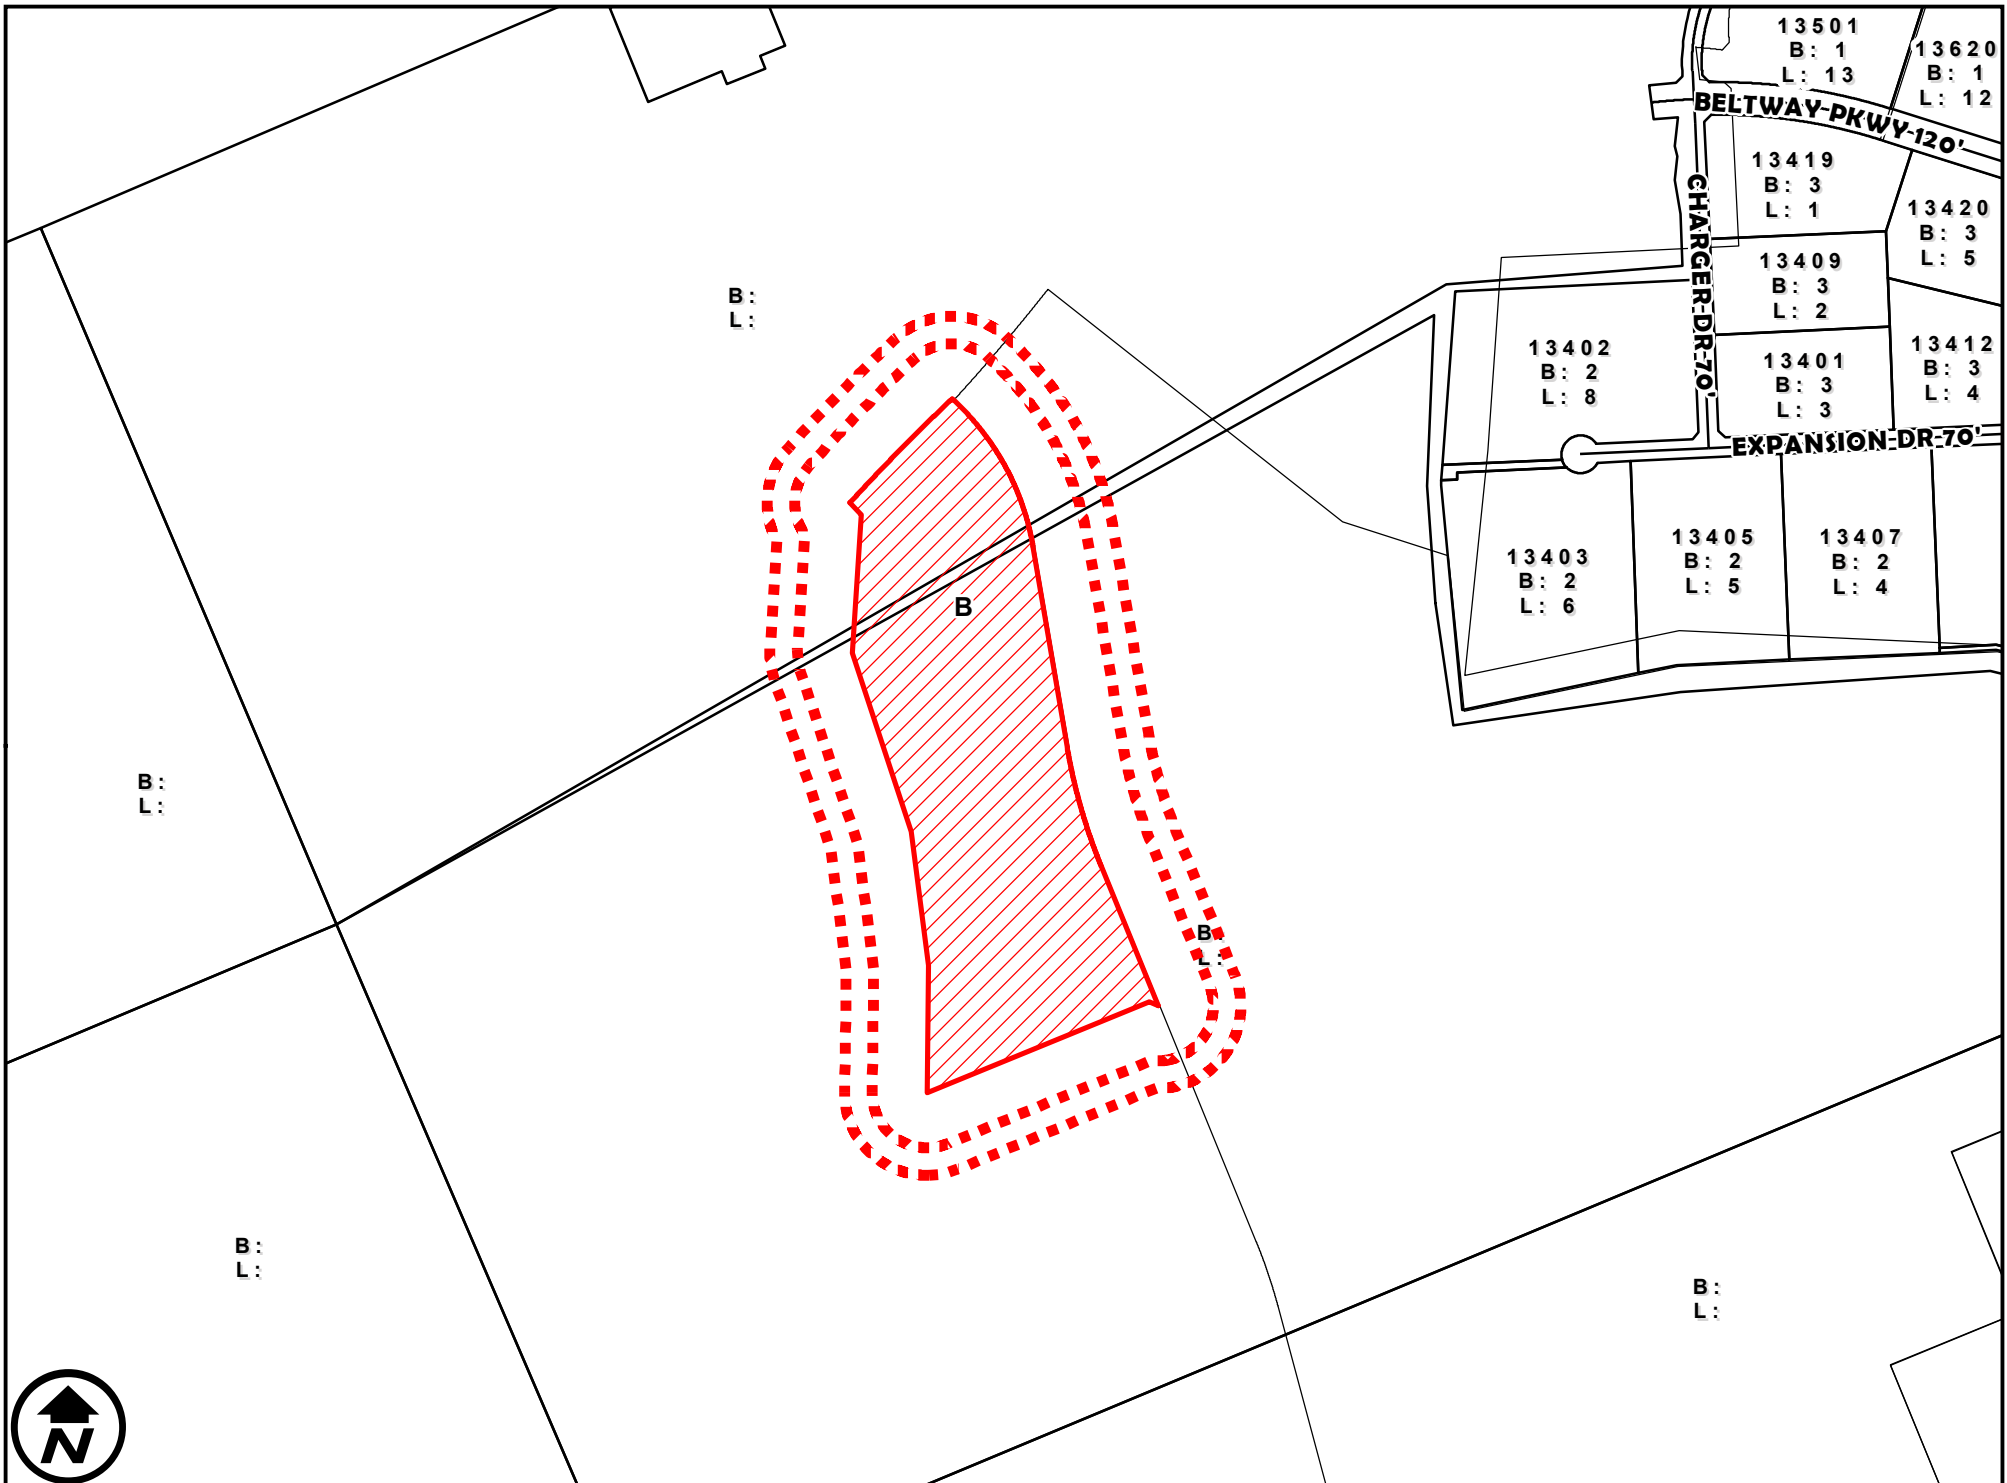 13501
B: 1
L: 13
13620
B: 1
L: 12
BELTWAY PKWY 120'
13419
B: 3
L: 1
CHARGER DR 70'
13420
B: 3
L: 5
13409
B: 3
L: 2
B:
L:
13402
B: 2
L: 8
13401
B: 3
L: 3
13412
B: 3
L: 4
EXPANSION DR 70'
13403
B: 2
L: 6
13405
B: 2
L: 5
13407
B: 2
L: 4
B
B:
L:
B:
L:
B:
L:
B:
L:
N